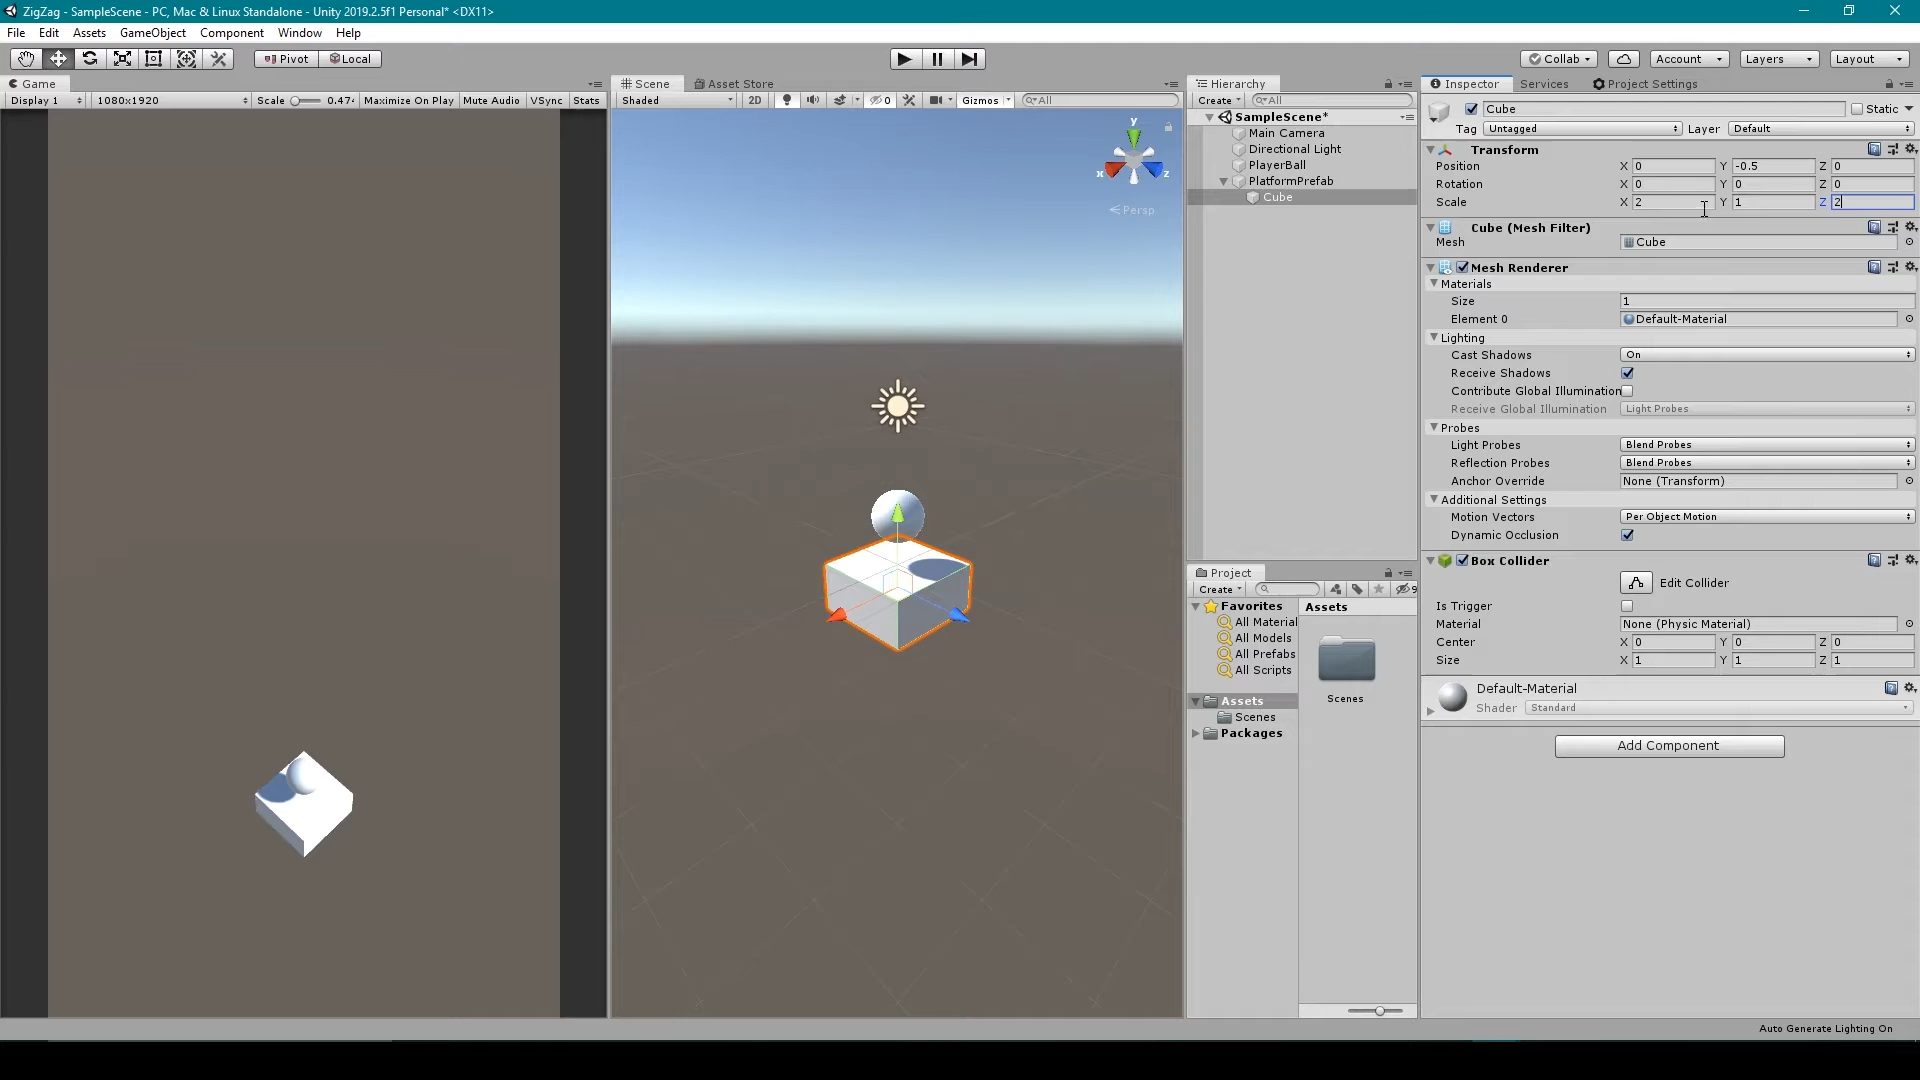 ZigZag - SampleScene - PC, Mac & Linux Standalone - Unity 2019.2.5f1 Personal* <DX11>
File Edit Assets GameObject Component Window Help
Pivot Local Collab Account Layers Layout
Game
Display 1 1080x1920 Scale 0.47 Maximize On Play Mute Audio VSync Stats
Scene Asset Store
Shaded 2D 0 Gizmos All
y
x z
Persp
Hierarchy
Create All
SampleScene*
Main Camera
Directional Light
PlayerBall
PlatformPrefab
Cube
Project
Create 9
Favorites
All Material
All Models
All Prefabs
All Scripts
Assets
Scenes
Packages
Assets
Scenes
Inspector Services Project Settings
Cube Static
Tag Untagged Layer Default
Transform
Position X 0 Y -0.5 Z 0
Rotation X 0 Y 0 Z 0
Scale X 2 Y 1 Z 2
Cube (Mesh Filter)
Mesh Cube
Mesh Renderer
Materials
Size 1
Element 0 Default-Material
Lighting
Cast Shadows On
Receive Shadows
Contribute Global Illumination
Receive Global Illumination Light Probes
Probes
Light Probes Blend Probes
Reflection Probes Blend Probes
Anchor Override None (Transform)
Additional Settings
Motion Vectors Per Object Motion
Dynamic Occlusion
Box Collider
Edit Collider
Is Trigger
Material None (Physic Material)
Center X 0 Y 0 Z 0
Size X 1 Y 1 Z 1
Default-Material
Shader Standard
Add Component
Auto Generate Lighting On